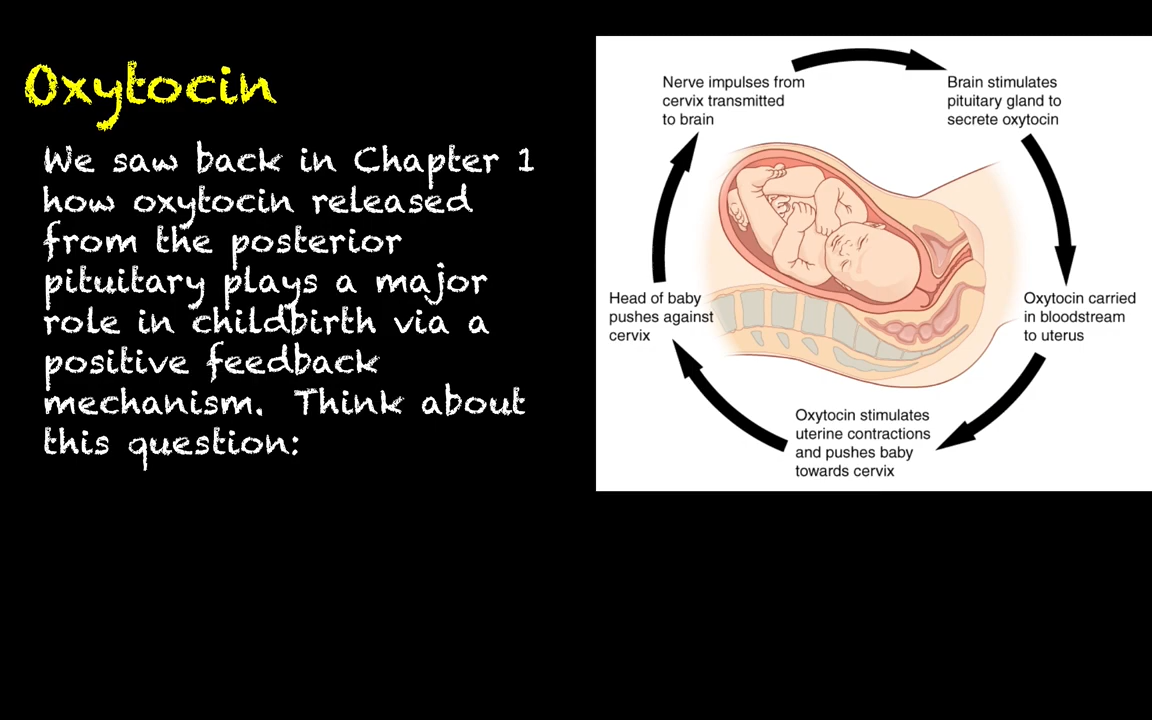 Oxytocin
We saw back in Chapter 1
how oxytocin released
from the posterior
pituitary plays a major
role in childbirth via a
positive feedback
mechanism.  Think about
this question:
Nerve impulses from
cervix transmitted
to brain
Brain stimulates
pituitary gland to
secrete oxytocin
Head of baby
pushes against
cervix
Oxytocin carried
in bloodstream
to uterus
Oxytocin stimulates
uterine contractions
and pushes baby
towards cervix